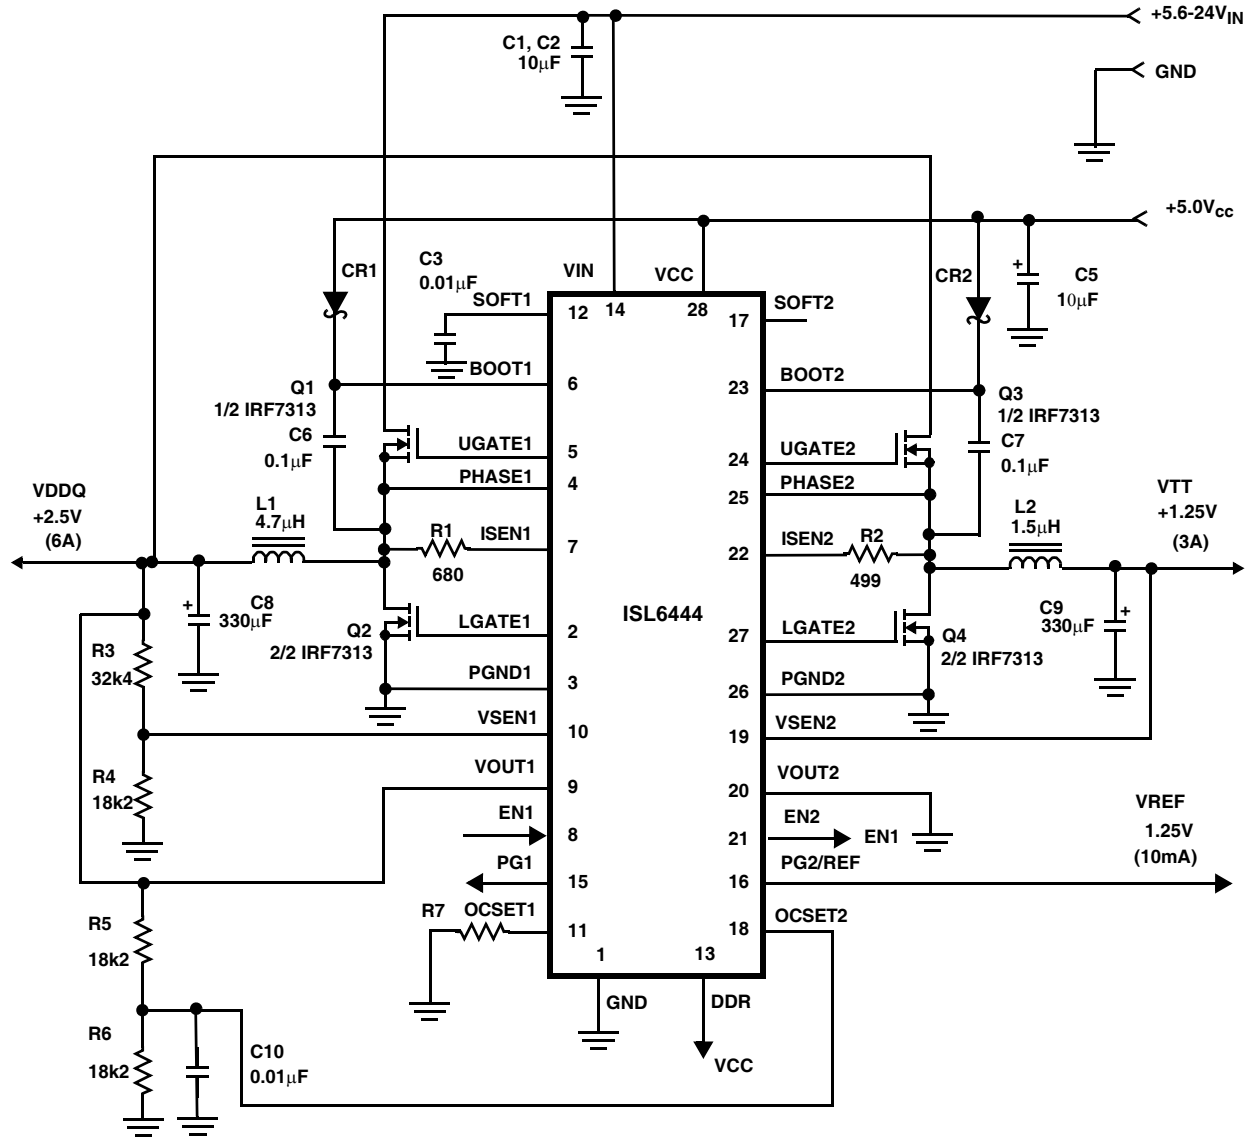 +5.6-24VIN
C1, C2
10μF
GND
+5.0Vcc
CR1
C3
0.01μF
VIN
VCC
CR2
C5
10μF
SOFT1
12
14
28
17
SOFT2
BOOT1
6
23
BOOT2
Q1
1/2 IRF7313
C6
0.1μF
Q3
1/2 IRF7313
C7
0.1μF
UGATE1
5
24
UGATE2
PHASE1
4
25
PHASE2
VDDQ
+2.5V
(6A)
L1
4.7μH
R1
680
ISEN1
7
22
ISEN2
R2
499
L2
1.5μH
VTT
+1.25V
(3A)
C8
330μF
Q2
2/2 IRF7313
LGATE1
2
ISL6444
27
LGATE2
Q4
2/2 IRF7313
C9
330μF
+
+
+
R3
32k4
PGND1
3
26
PGND2
VSEN1
10
19
VSEN2
R4
18k2
VOUT1
9
20
VOUT2
EN1
8
21
EN2
EN1
VREF
1.25V
(10mA)
PG1
15
16
PG2/REF
R7
OCSET1
11
18
OCSET2
R5
18k2
1
13
GND
DDR
VCC
R6
18k2
C10
0.01μF